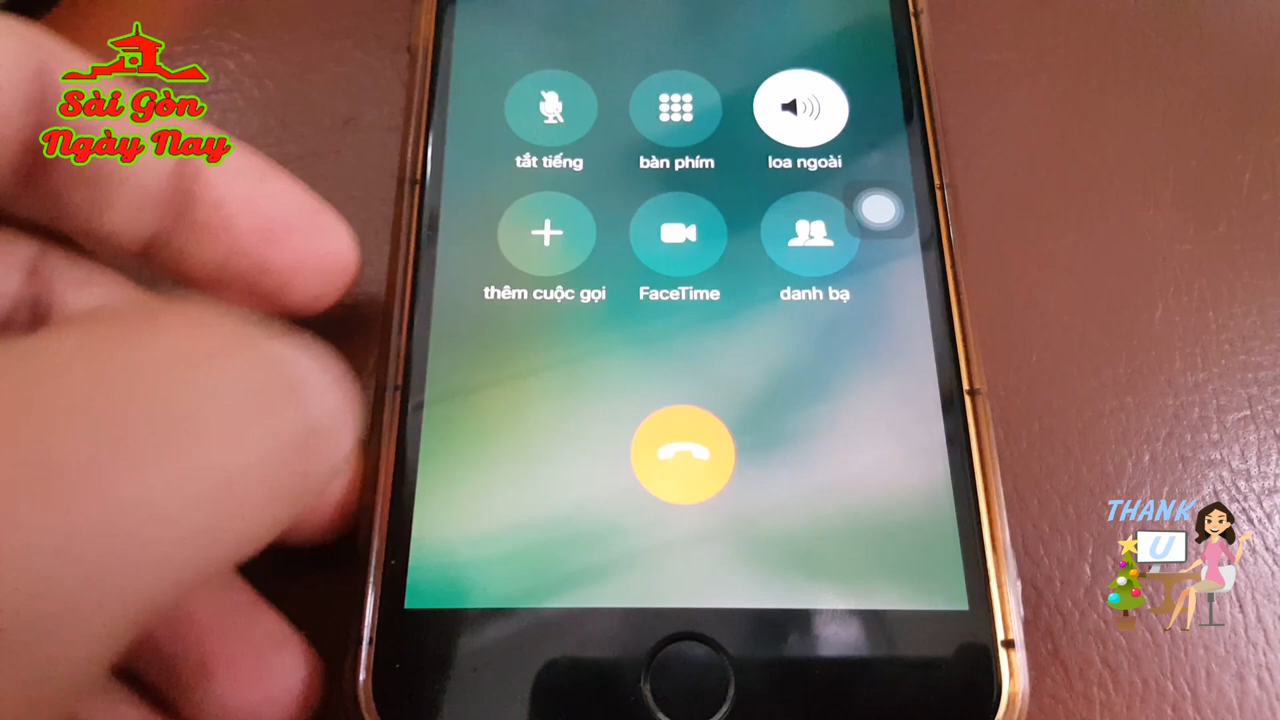 Sài Gòn
Ngày Nay
tắt tiếng
bàn phím
loa ngoài
thêm cuộc gọi
FaceTime
danh bạ
THANK
U